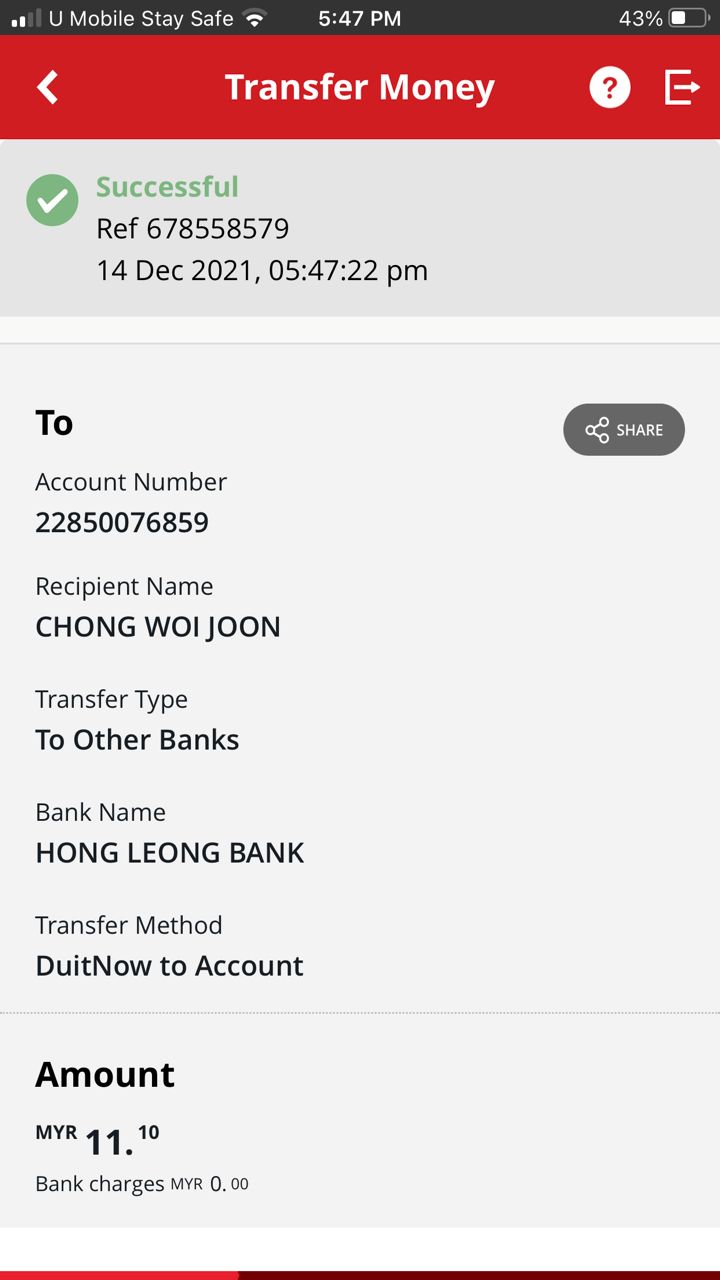 U Mobile Stay Safe 5:47 PM 43%
Transfer Money ?
Successful
Ref 678558579
14 Dec 2021, 05:47:22 pm
To
SHARE
Account Number
22850076859
Recipient Name
CHONG WOI JOON
Transfer Type
To Other Banks
Bank Name
HONG LEONG BANK
Transfer Method
DuitNow to Account
Amount
MYR 11.10
Bank charges MYR 0.00